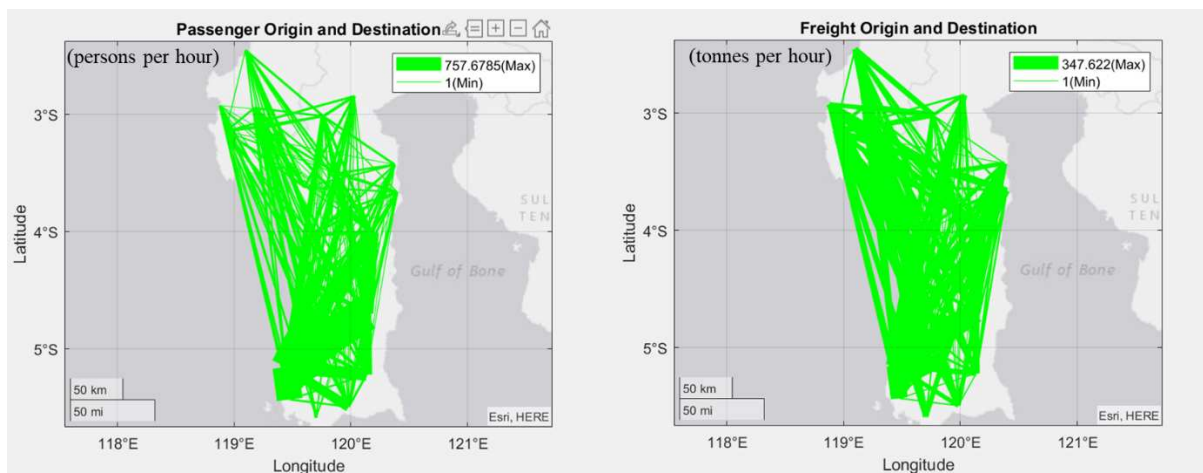 Passenger Origin and Destination
(persons per hour)
757.6785(Max)
1(Min)
3°S
4°S
5°S
Latitude
SUL
TEN
Gulf of Bone
50 km
50 mi
Esri, HERE
118°E
119°E
120°E
121°E
Longitude
Freight Origin and Destination
(tonnes per hour)
347.622(Max)
1(Min)
3°S
4°S
5°S
Latitude
SUL
TEN
Gulf of Bone
50 km
50 mi
Esri, HERE
118°E
119°E
120°E
121°E
Longitude